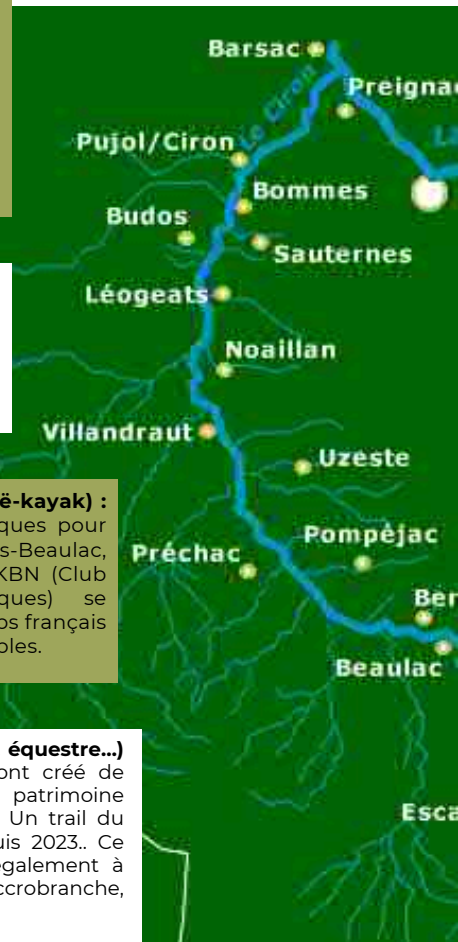 Barsac
Le Ciron
Preignac
Pujol/Ciron
Bommes
Budos
Sauternes
Léogeats
Noaillan
Villandraut
Uzeste
Pompéjac
Préchac
Ber
Beaulac
Esca
ë-kayak) :
ques pour
s-Beaulac,
KBN (Club
ques) se
os français
oles.
équestre...)
ont créé de
patrimoine
Un trail du
uis 2023.. Ce
également à
ccrobranche,